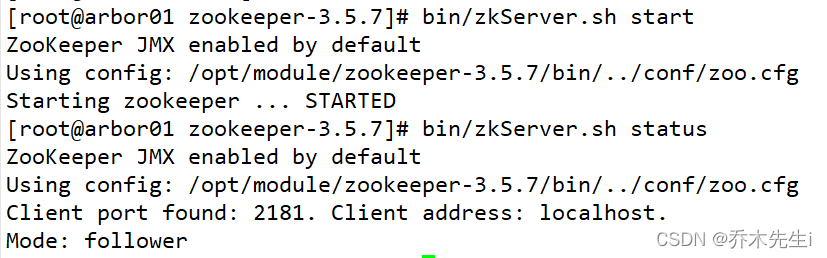 [root@arbor01 zookeeper-3.5.7]# bin/zkServer.sh start
ZooKeeper JMX enabled by default
Using config: /opt/module/zookeeper-3.5.7/bin/../conf/zoo.cfg
Starting zookeeper ... STARTED
[root@arbor01 zookeeper-3.5.7]# bin/zkServer.sh status
ZooKeeper JMX enabled by default
Using config: /opt/module/zookeeper-3.5.7/bin/../conf/zoo.cfg
Client port found: 2181. Client address: localhost.
Mode: follower
CSDN @乔木先生i